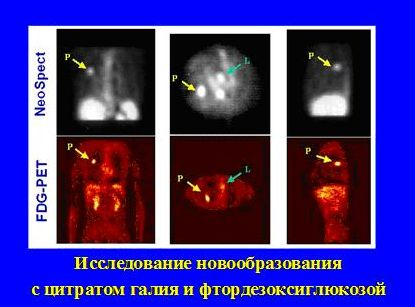 NeoSpect
P
P
L
P
FDG-PET
P
P
L
P
Исследование новообразования
с цитратом галия и фтордезоксиглюкозой